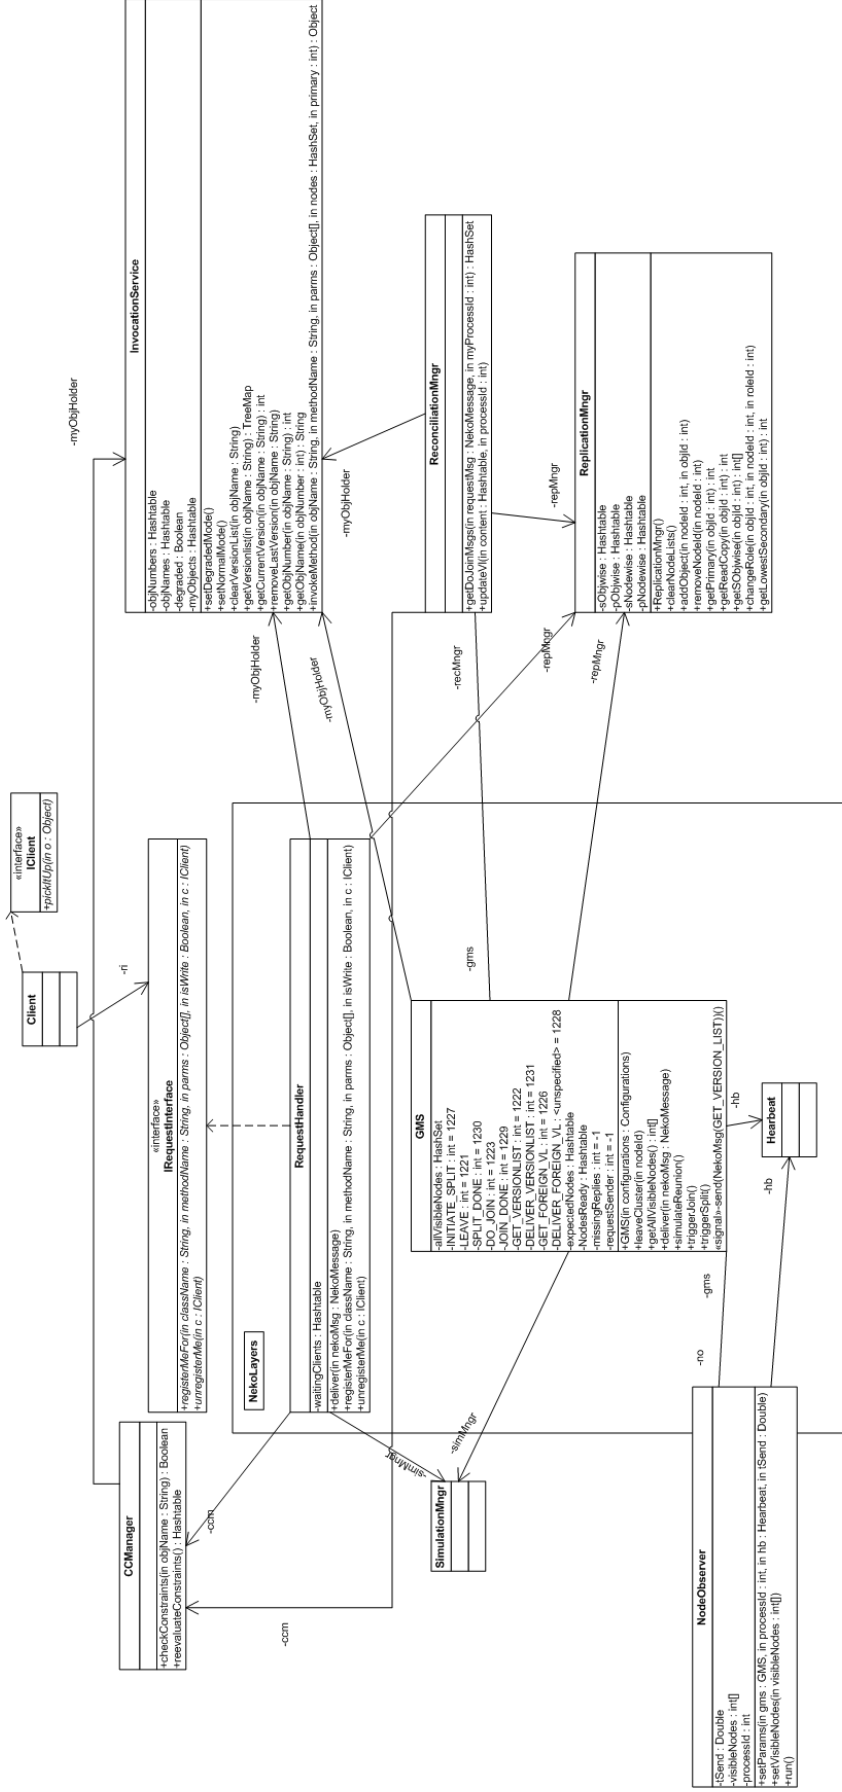 -myObjHolder
InvocationService
-objNumbers : Hashtable
-objNames : Hashtable
-degraded : Boolean
-myObjects : Hashtable
+setDegradedMode()
+setNormalMode()
+clearVersionList(in objName : String)
+getVersionlist(in objName : String) : TreeMap
+getCurrentVersion(in objName : String) : int
+removeLastVersion(in objName : String)
+getObjNumber(in objName : String) : int
+getObjName(in objNumber : int) : String
+invokeMethod(in objName : String, in methodName : String, in parms : Object[], in nodes : HashSet, in primary : int) : Object
-myObjHolder
-myObjHolder
-myObjHolder
ReconciliationMngr
+getDoJoinMsgs(in requestMsg : NekoMessage, in myProcessId : int) : HashSet
+updateVl(in content : Hashtable, in processId : int)
-recMngr
-repMngr
-repMngr
-repMngr
ReplicationMngr
-sObjwise : Hashtable
-pObjwise : Hashtable
-sNodewise : Hashtable
-pNodewise : Hashtable
+ReplicationMngr()
+clearNodeLists()
+addObject(in nodeId : int, in objId : int)
+removeNodeId(in nodeId : int)
+getPrimary(in objId : int) : int
+getReadCopy(in objId : int) : int
+getSObjwise(in objId : int) : int[]
+changeRole(in objId : int, in nodeId : int, in roleId : int)
+getLowestSecondary(in objId : int) : int
«interface»
IClient
+pickItUp(in o : Object)
Client
-ri
«interface»
IRequestInterface
+registerMeFor(in className : String, in methodName : String, in parms : Object[], in isWrite : Boolean, in c : IClient)
+unregisterMe(in c : IClient)
NekoLayers
RequestHandler
-waitingClients : Hashtable
+deliver(in nekoMsg : NekoMessage)
+registerMeFor(in className : String, in methodName : String, in parms : Object[], in isWrite : Boolean, in c : IClient)
+unregisterMe(in c : IClient)
-gms
GMS
-allVisibleNodes : HashSet
-INITIATE_SPLIT : int = 1227
-LEAVE : int = 1221
-SPLIT_DONE : int = 1230
-DO_JOIN : int = 1223
-JOIN_DONE : int = 1229
-GET_VERSIONLIST : int = 1222
-DELIVER_VERSIONLIST : int = 1231
-GET_FOREIGN_VL : int = 1226
-DELIVER_FOREIGN_VL : <unspecified> = 1228
-expectedNodes : Hashtable
-NodesReady : Hashtable
-missingReplies : int = -1
-requestSender : int = -1
+GMS(in configurations : Configurations)
+leaveCluster(in nodeId)
+getAllVisibleNodes() : int[]
+deliver(in nekoMsg : NekoMessage)
+simulateReunion()
+triggerJoin()
+triggerSplit()
«signal»-send(NekoMsg(GET_VERSION_LIST))()
-hb
Hearbeat
-hb
-gms
-no
CCManager
+checkConstraints(in objName : String) : Boolean
+reevaluateConstraints() : Hashtable
-ccm
-ccm
-simMngr
-simMngr
SimulationMngr
NodeObserver
-tSend : Double
-visibleNodes : int[]
-processId : int
+setParams(in gms : GMS, in processId : int, in hb : Hearbeat, in tSend : Double)
+setVisibleNodes(in visibleNodes : int[])
+run()